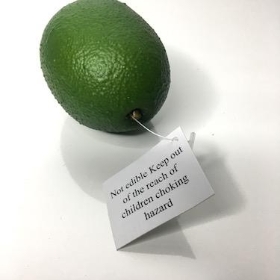 Not edible Keep out
of the reach of
children choking
hazard